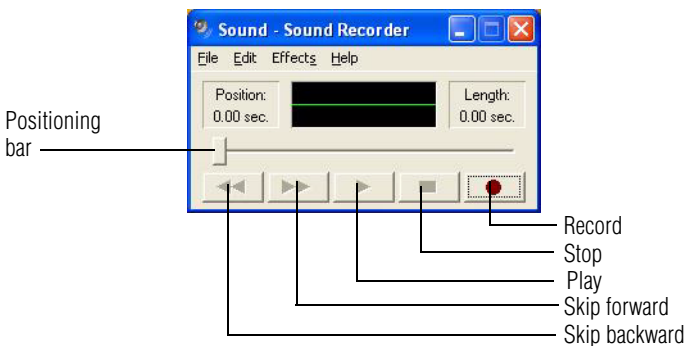 Sound - Sound Recorder
File Edit Effects Help
Position:
0.00 sec.
Length:
0.00 sec.
Positioning
bar
Record
Stop
Play
Skip forward
Skip backward